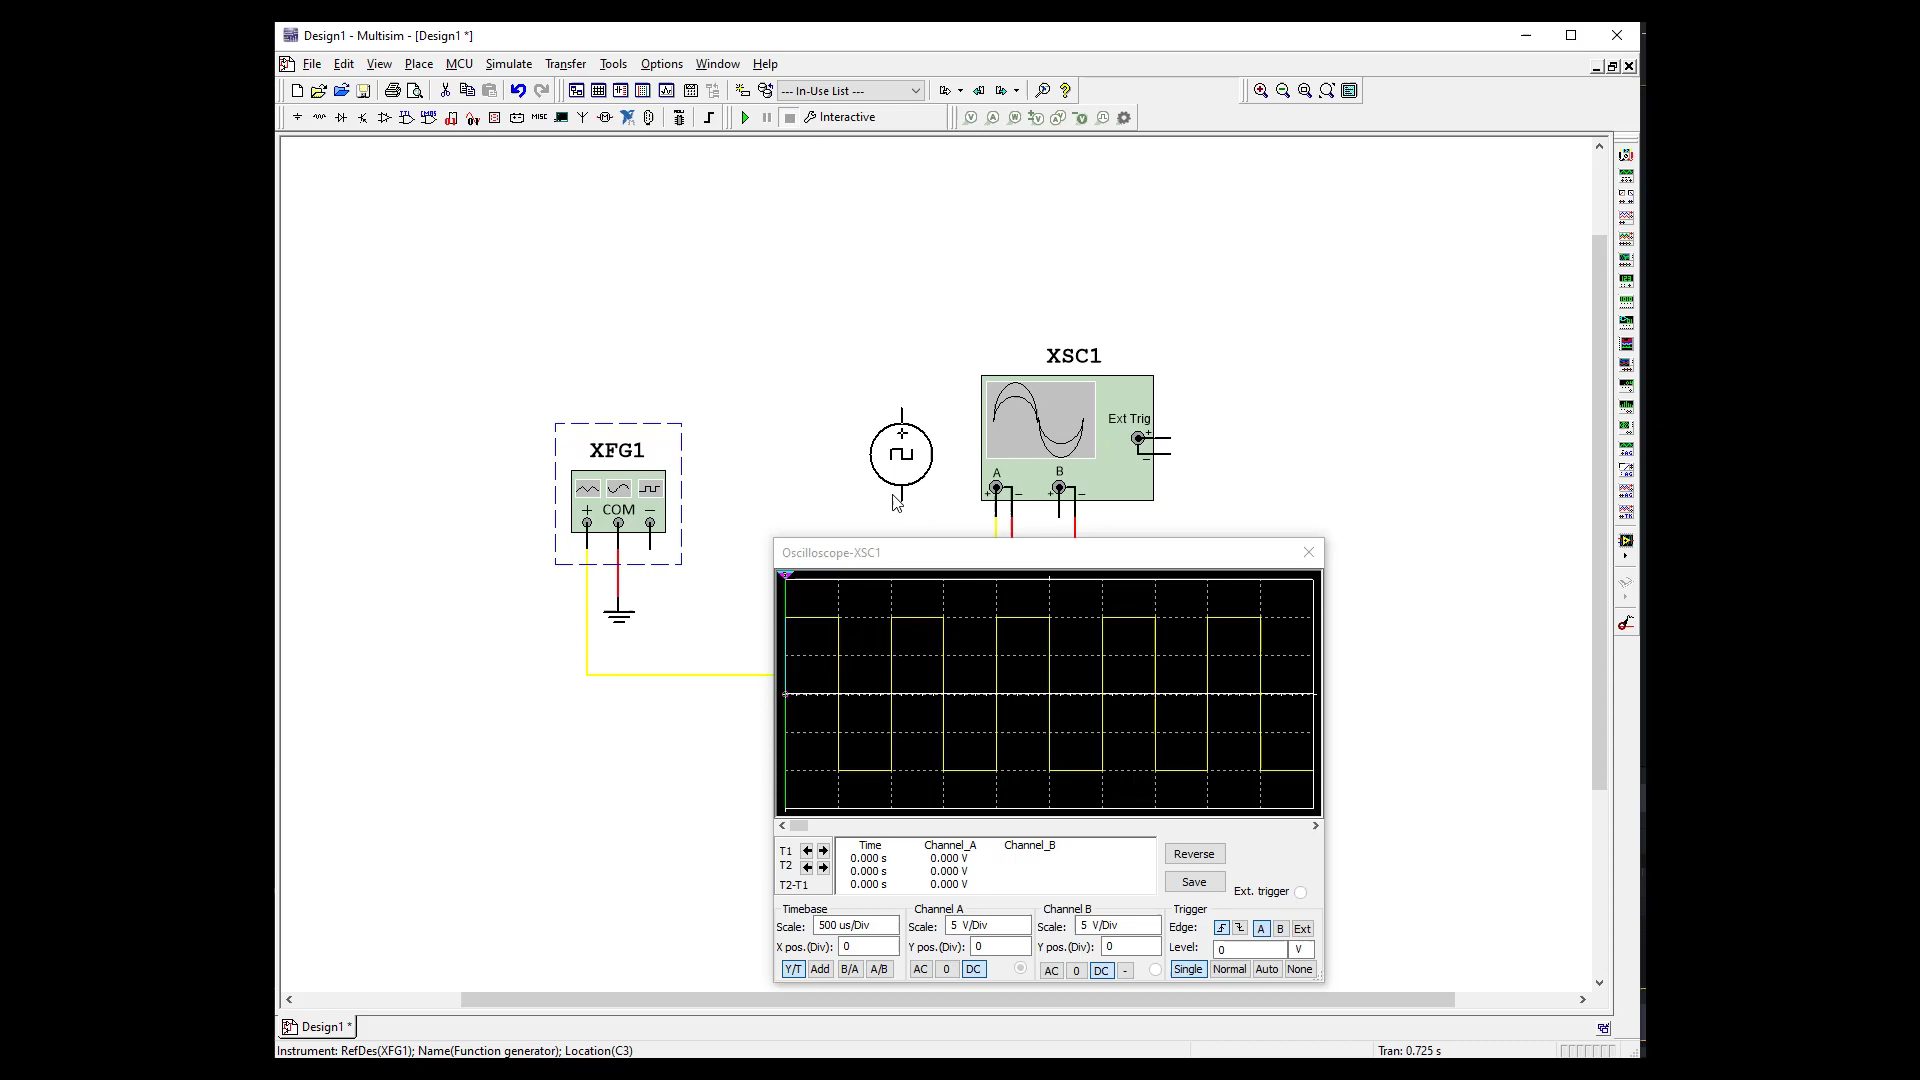 Design1 - Multisim - [Design1 *]
File Edit View Place MCU Simulate Transfer Tools Options Window Help
--- In-Use List ---
MISC Interactive
XSC1
Ext Trig
XFG1
A B
COM
Oscilloscope-XSC1
T1
T2
T2-T1
Time Channel_A Channel_B
0.000 s 0.000 V
0.000 s 0.000 V
0.000 s 0.000 V
Reverse
Save
Ext. trigger
Timebase
Scale: 500 us/Div
X pos.(Div): 0
Y/T Add B/A A/B
Channel A
Scale: 5 V/Div
Y pos.(Div): 0
AC 0 DC
Channel B
Scale: 5 V/Div
Y pos.(Div): 0
AC 0 DC -
Trigger
Edge: A B Ext
Level: 0 V
Single Normal Auto None
Design1 *
Instrument: RefDes(XFG1); Name(Function generator); Location(C3)
Tran: 0.725 s